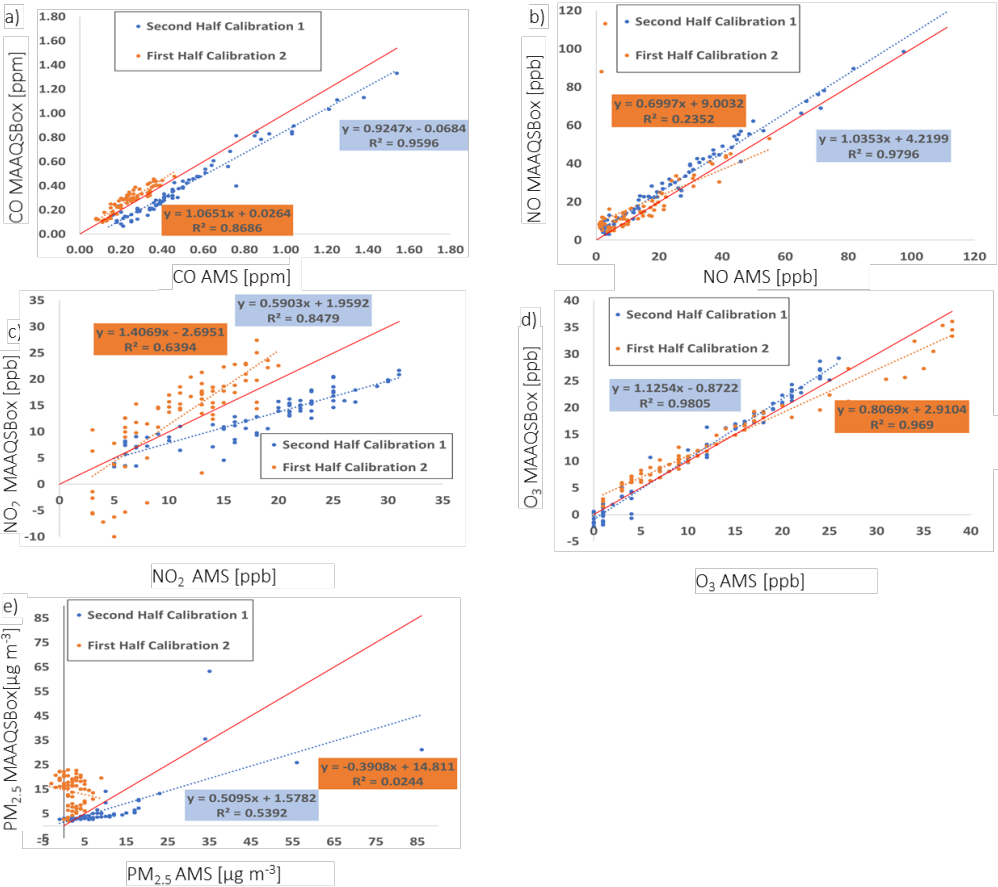 a)
CO MAAQSBox [ppm]
1.80
1.60
1.40
1.20
1.00
0.80
0.60
0.40
0.20
0.00
Second Half Calibration 1
First Half Calibration 2
y = 0.9247x - 0.0684
R² = 0.9596
y = 1.0651x + 0.0264
R² = 0.8686
0.00 0.20 0.40 0.60 0.80 1.00 1.20 1.40 1.60 1.80
CO AMS [ppm]
b)
NO MAAQSBox [ppb]
120
100
80
60
40
20
0
Second Half Calibration 1
First Half Calibration 2
y = 0.6997x + 9.0032
R² = 0.2352
y = 1.0353x + 4.2199
R² = 0.9796
0 20 40 60 80 100 120
NO AMS [ppb]
c)
NO₂ MAAQSBox [ppb]
35
30
25
20
15
10
5
0
-5
-10
y = 0.5903x + 1.9592
R² = 0.8479
y = 1.4069x - 2.6951
R² = 0.6394
Second Half Calibration 1
First Half Calibration 2
0 5 10 15 20 25 30 35
NO₂ AMS [ppb]
d)
O₃ MAAQSBox [ppb]
40
35
30
25
20
15
10
5
0
-5
Second Half Calibration 1
First Half Calibration 2
y = 1.1254x - 0.8722
R² = 0.9805
y = 0.8069x + 2.9104
R² = 0.969
0 5 10 15 20 25 30 35 40
O₃ AMS [ppb]
e)
PM₂.₅ MAAQSBox[µg m⁻³]
85
75
65
55
45
35
25
15
5
-5
Second Half Calibration 1
First Half Calibration 2
y = -0.3908x + 14.811
R² = 0.0244
y = 0.5095x + 1.5782
R² = 0.5392
-5 5 15 25 35 45 55 65 75 85
PM₂.₅ AMS [µg m⁻³]